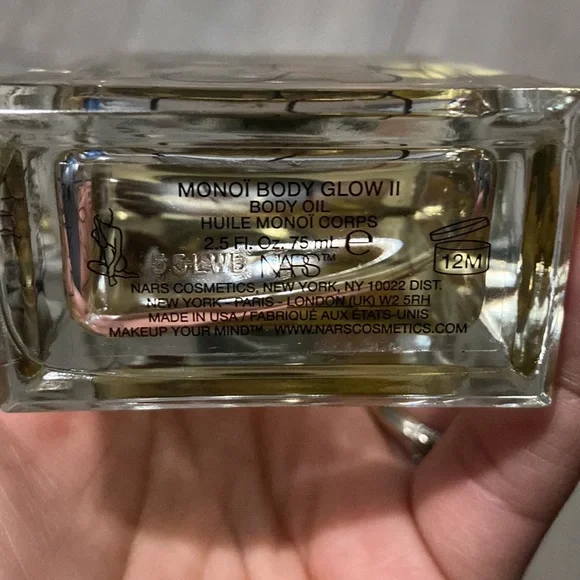 MONOÏ BODY GLOW II
BODY OIL
HUILE MONOÏ CORPS
2.5 Fl. Oz. 75 mL ℮
NARS™
12M
NARS COSMETICS, NEW YORK, NY 10022 DIST.
NEW YORK - PARIS - LONDON (UK) W2 5RH
MADE IN USA / FABRIQUÉ AUX ÉTATS-UNIS
MAKEUP YOUR MIND™ - WWW.NARSCOSMETICS.COM